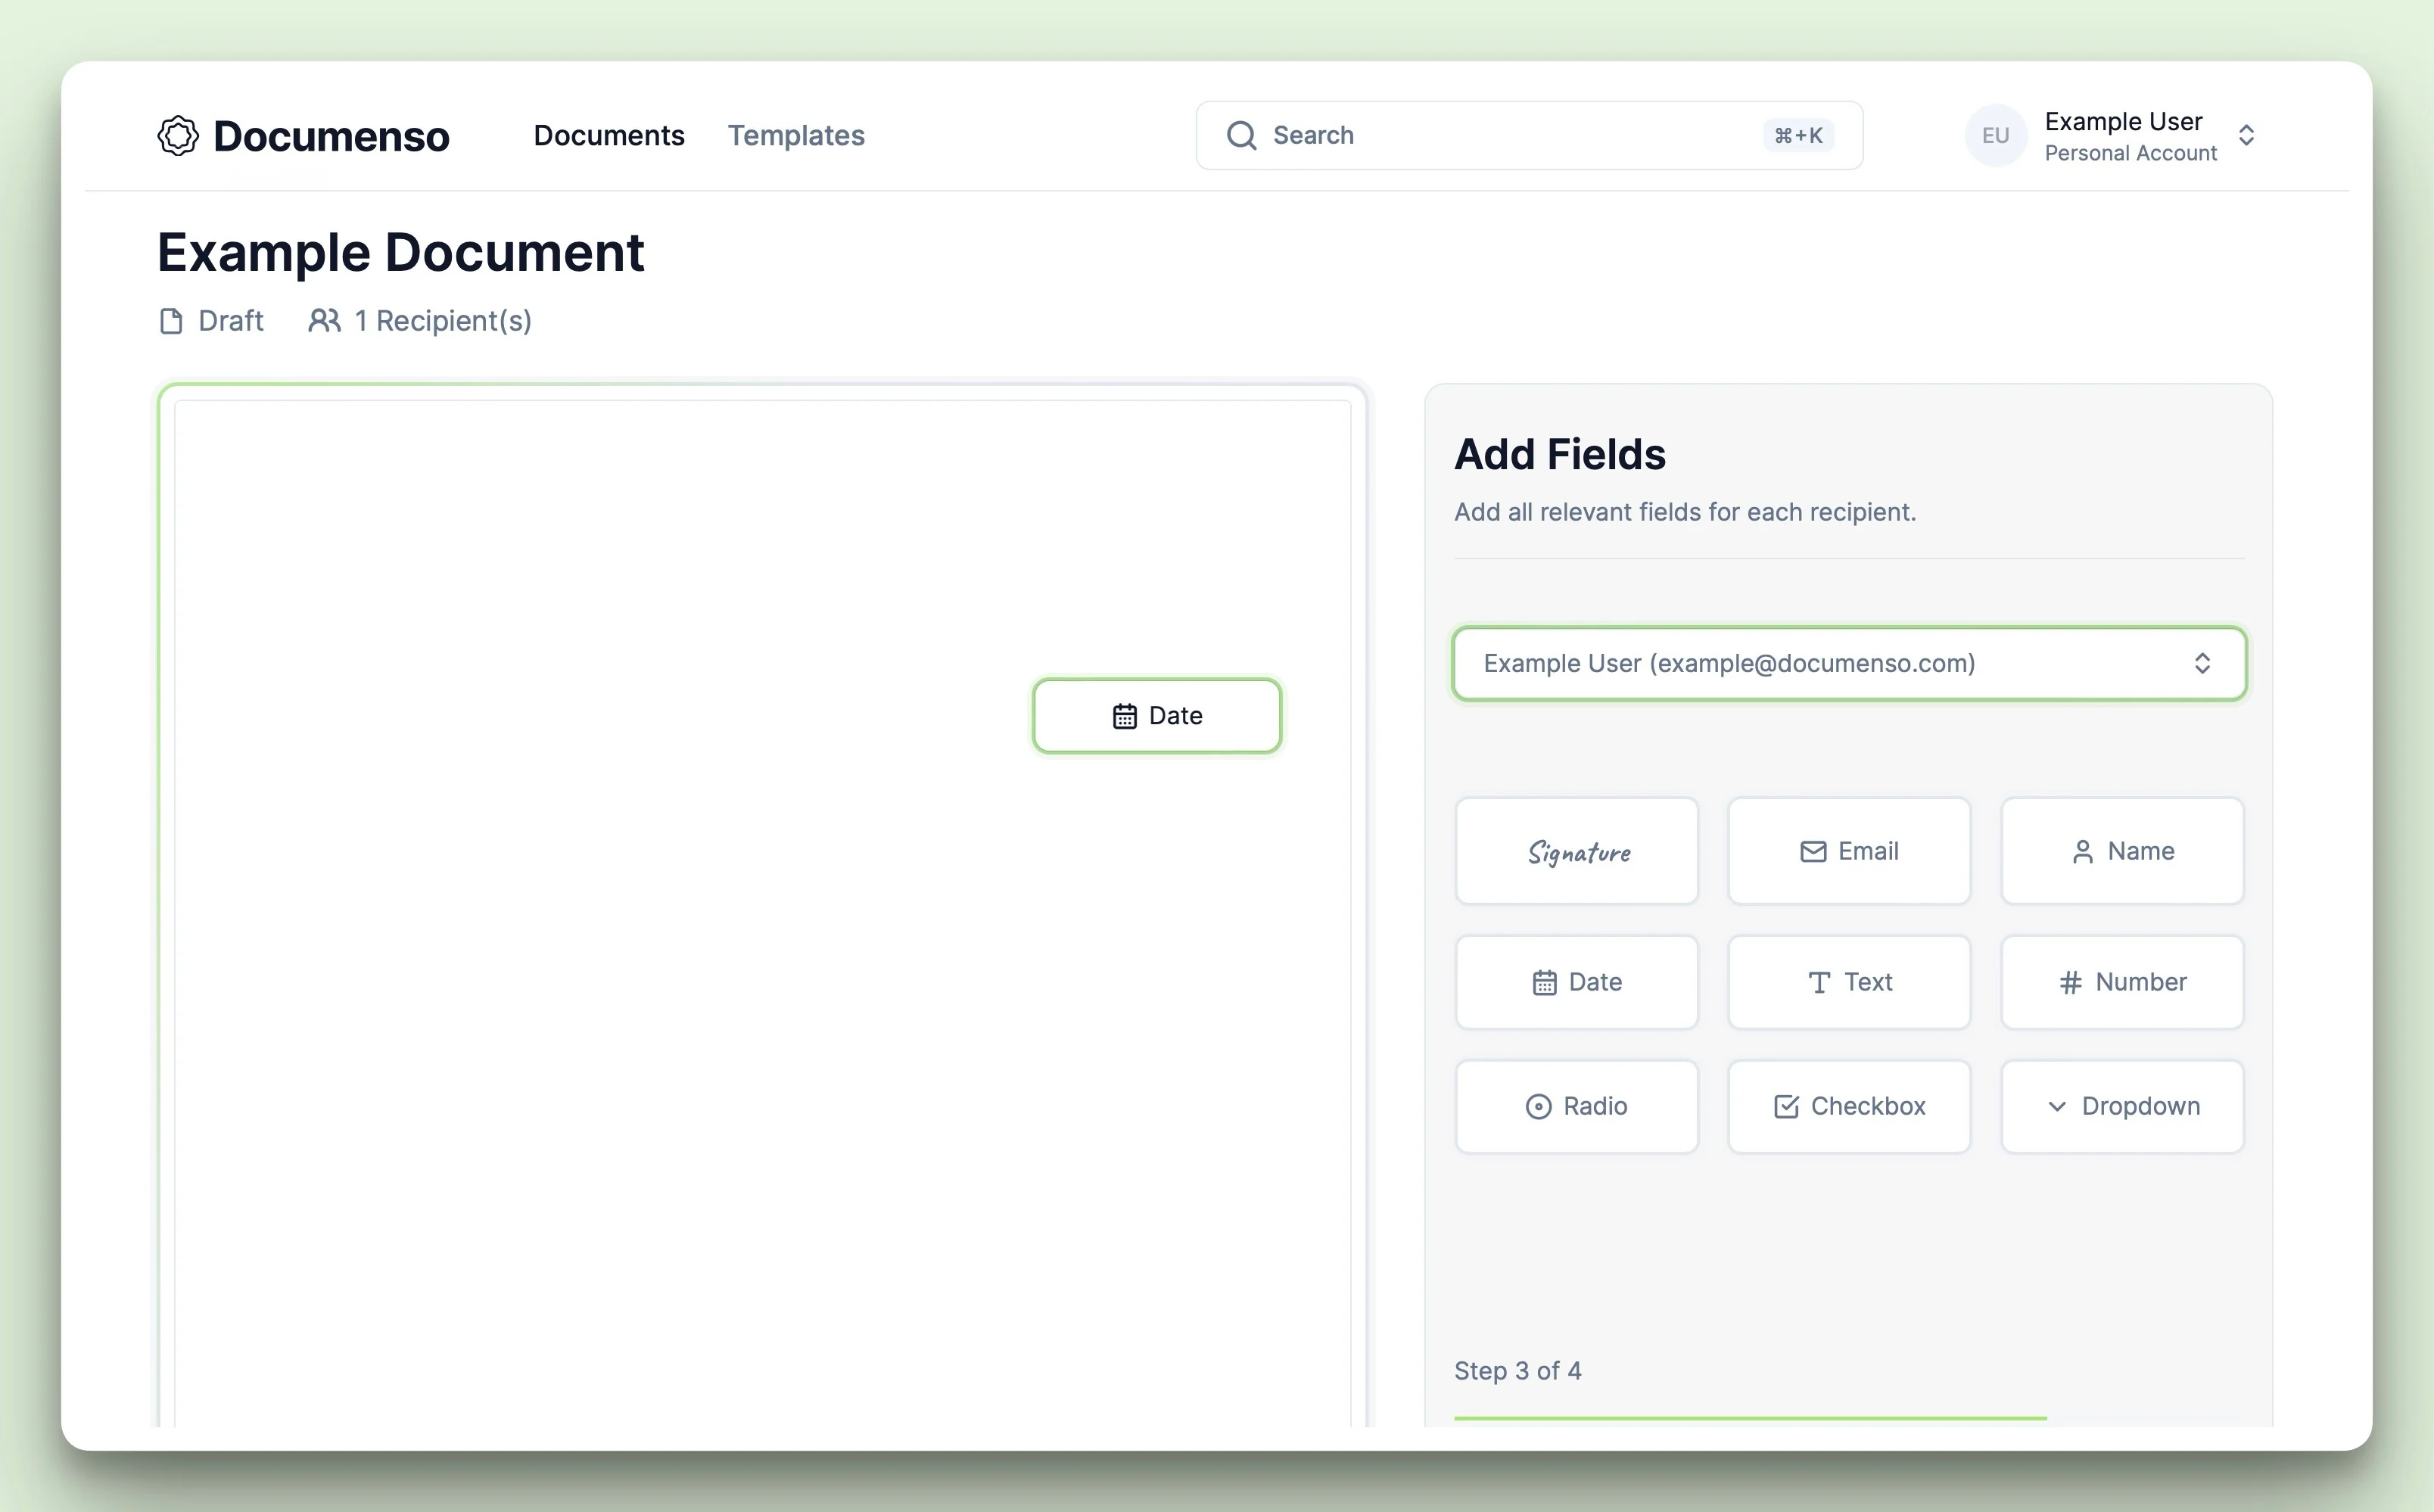 Documenso
Documents
Templates
Search
⌘+K
EU
Example User
Personal Account
Example Document
Draft
1 Recipient(s)
Date
Add Fields
Add all relevant fields for each recipient.
Example User (example@documenso.com)
Signature
Email
Name
Date
Text
Number
Radio
Checkbox
Dropdown
Step 3 of 4